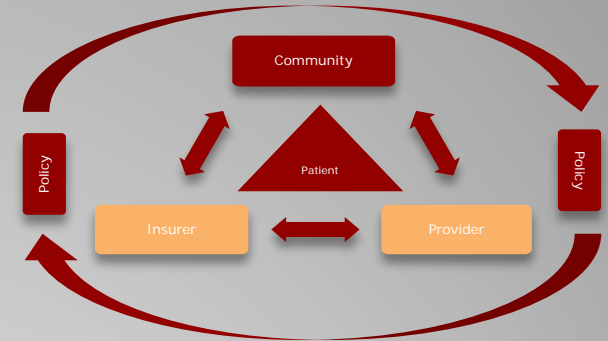 Community
Policy
Policy
Patient
Insurer
Provider